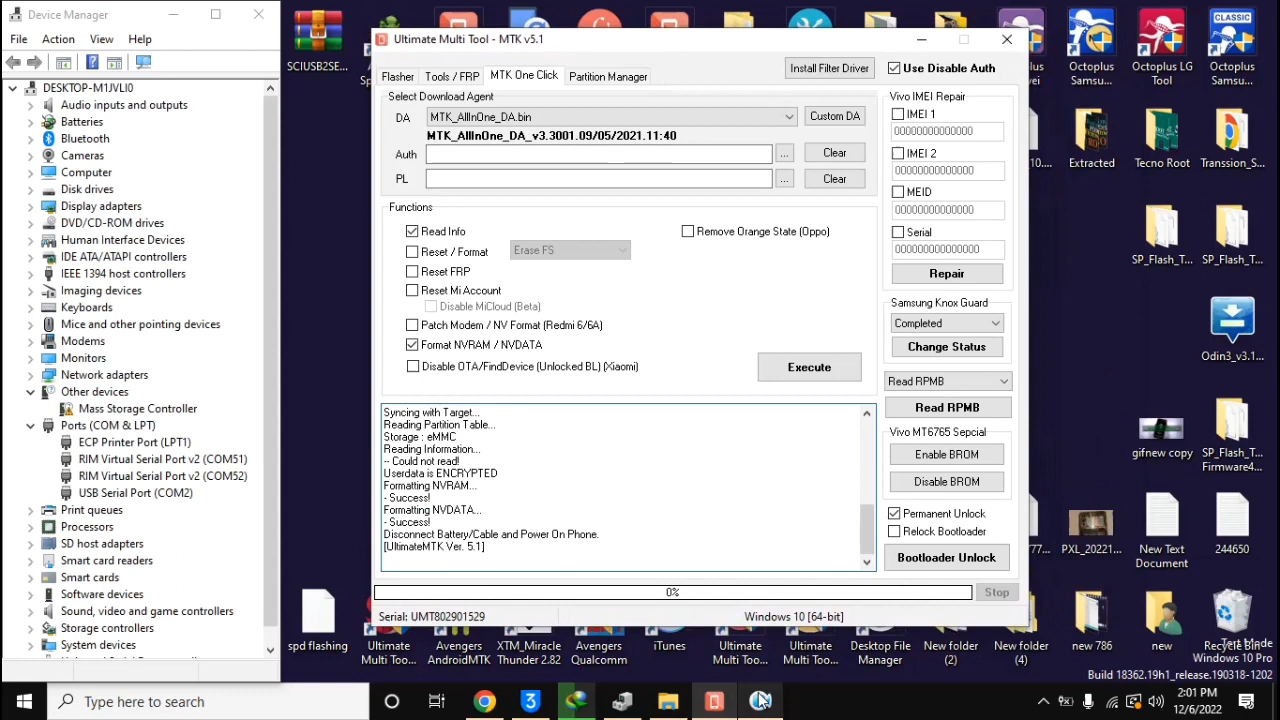 Device Manager
File Action View Help
DESKTOP-M1JVLI0
Audio inputs and outputs
Batteries
Bluetooth
Cameras
Computer
Disk drives
Display adapters
DVD/CD-ROM drives
Human Interface Devices
IDE ATA/ATAPI controllers
IEEE 1394 host controllers
Imaging devices
Keyboards
Mice and other pointing devices
Modems
Monitors
Network adapters
Other devices
Mass Storage Controller
Ports (COM & LPT)
ECP Printer Port (LPT1)
RIM Virtual Serial Port v2 (COM51)
RIM Virtual Serial Port v2 (COM52)
USB Serial Port (COM2)
Print queues
Processors
SD host adapters
Smart card readers
Smart cards
Software devices
Sound, video and game controllers
Storage controllers
System devices
SCIUSB2SE...
Ultimate Multi Tool - MTK v5.1
Flasher Tools / FRP MTK One Click Partition Manager
Install Filter Driver
Use Disable Auth
Select Download Agent
DA MTK_AllInOne_DA.bin Custom DA
MTK_AllInOne_DA_v3.3001.09/05/2021.11:40
Auth ... Clear
PL ... Clear
Functions
Read Info
Remove Orange State (Oppo)
Reset / Format Erase FS
Reset FRP
Reset Mi Account
Disable MiCloud (Beta)
Patch Modem / NV Format (Redmi 6/6A)
Format NVRAM / NVDATA
Disable OTA/FindDevice (Unlocked BL) (Xiaomi)
Execute
Syncing with Target...
Reading Partition Table...
Storage : eMMC
Reading Information...
-- Could not read!
Userdata is ENCRYPTED
Formatting NVRAM...
- Success!
Formatting NVDATA...
- Success!
Disconnect Battery/Cable and Power On Phone.
[UltimateMTK Ver. 5.1]
0%
Stop
Serial: UMT802901529 Windows 10 [64-bit]
Vivo IMEI Repair
IMEI 1
00000000000000
IMEI 2
00000000000000
MEID
00000000000000
Serial
000000000000000
Repair
Samsung Knox Guard
Completed
Change Status
Read RPMB
Read RPMB
Vivo MT6765 Sepcial
Enable BROM
Disable BROM
Permanent Unlock
Relock Bootloader
Bootloader Unlock
Octoplus Samsu...
Octoplus LG Tool
CLASSIC
Octoplus Samsu...
Extracted
Tecno Root
Transsion_...
SP_Flash_T...
SP_Flash_T...
Odin3_v3.1...
gifnew copy
SP_Flash_T... Firmware4...
PXL_20221...
New Text Document
244650
spd flashing
Ultimate Multi Too...
Avengers AndroidMTK
XTM_Miracle Thunder 2.82
Avengers Qualcomm
iTunes
Ultimate Multi Too...
Ultimate Multi Too...
Desktop File Manager
New folder (2)
New folder (4)
new 786
new
Recycle Bin
Test Mode
Windows 10 Pro
Build 18362.19h1_release.190318-1202
Type here to search
2:01 PM
12/6/2022